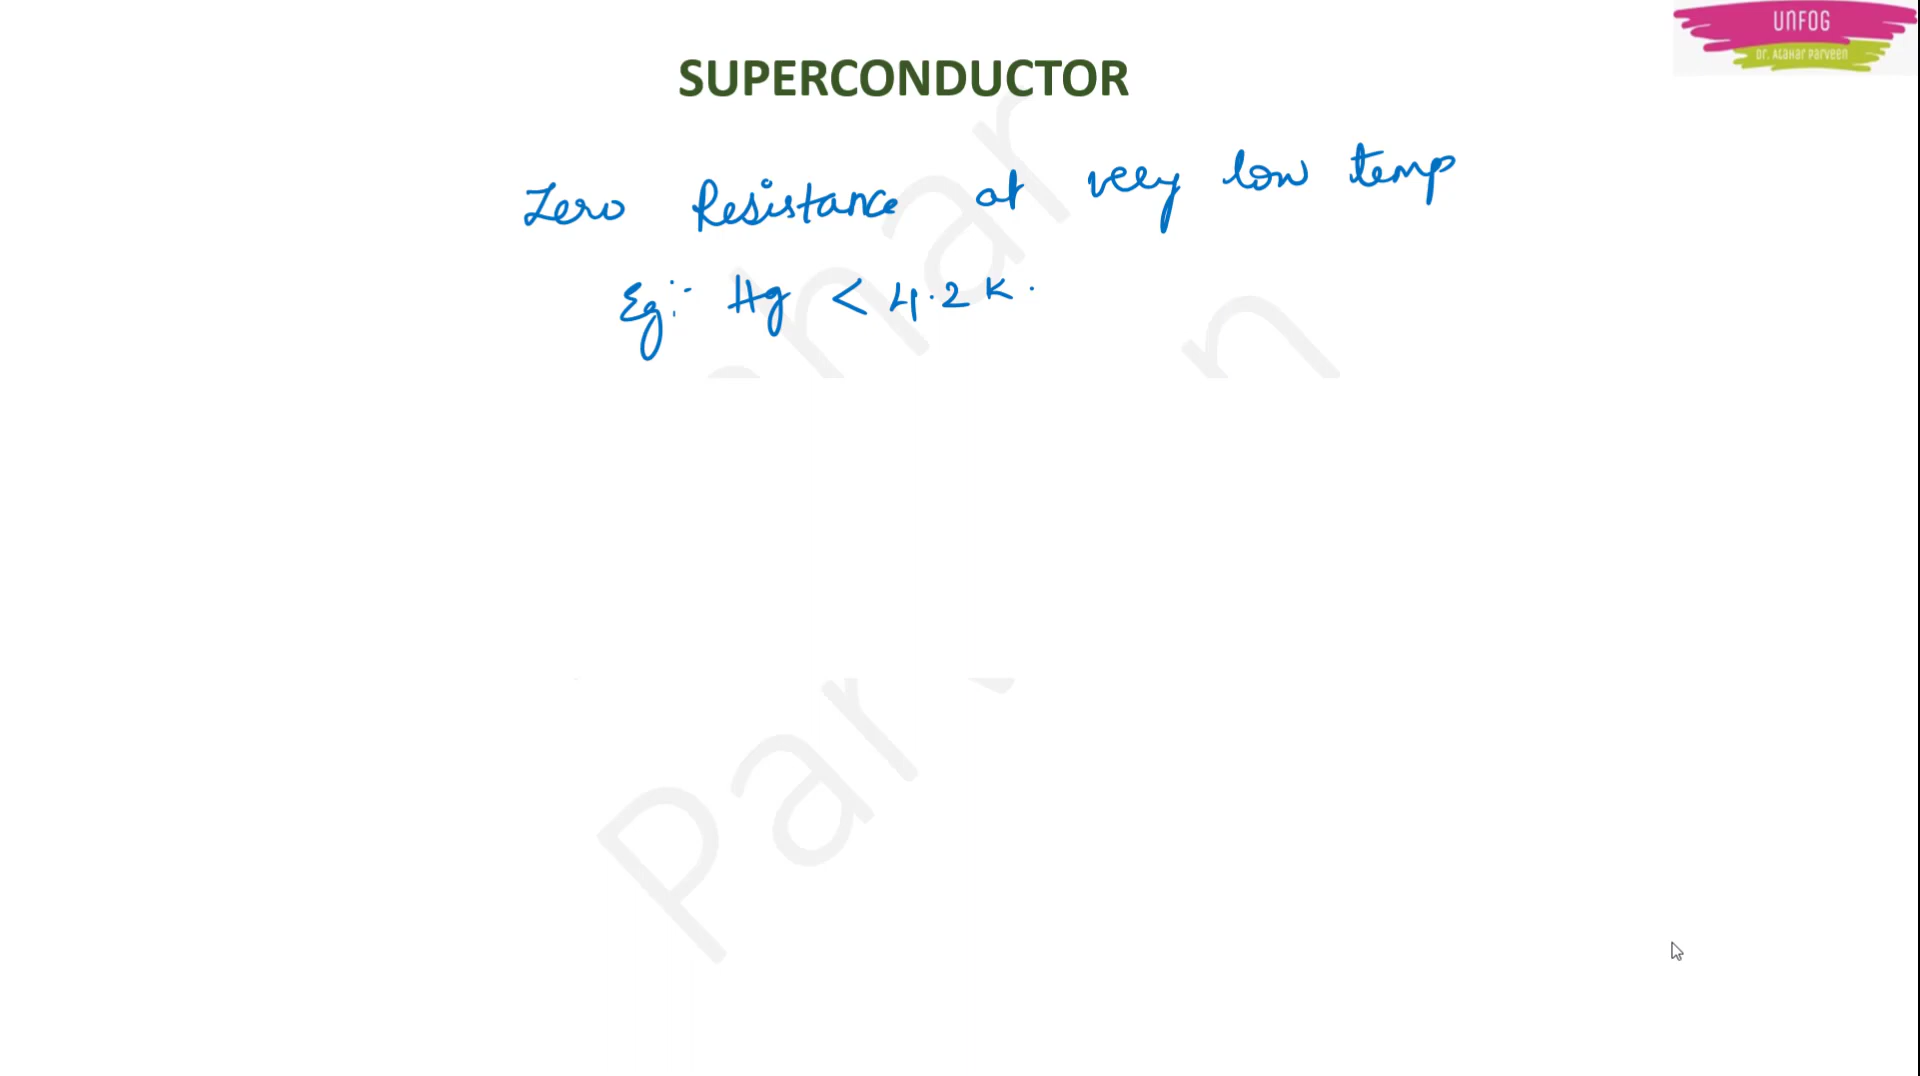 UNFOG
Dr. Atahar Parveen
SUPERCONDUCTOR
Zero Resistance at very low temp
Eg:- Hg < 4.2 K.